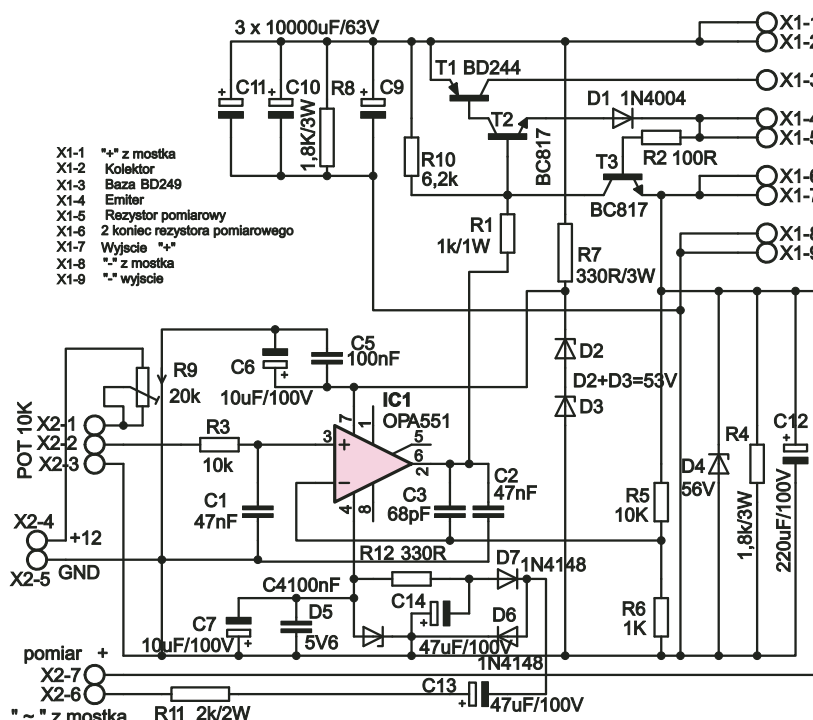 3 x 10000uF/63V
X1-1
X1-2
C11
C10
R8
C9
1,8K/3W
T1 BD244
X1-3
D1 1N4004
X1-4
T2
BC817
X1-5
R2 100R
R10
6,2k
T3
X1-6
BC817
X1-7
X1-1 "+" z mostka
X1-2 Kolektor
X1-3 Baza BD249
X1-4 Emiter
X1-5 Rezystor pomiarowy
X1-6 2 koniec rezystora pomiarowego
X1-7 Wyjscie "+"
X1-8 "-" z mostka
X1-9 "-" wyjscie
R1
1k/1W
X1-8
X1-9
R7
330R/3W
C5
100nF
C6
10uF/100V
R9
20k
D2
D2+D3=53V
D3
IC1
OPA551
POT 10K
X2-1
X2-2
X2-3
R3
10k
3
7
1
5
6
2
4
8
+
-
C1
47nF
C3
68pF
C2
47nF
R4
1,8k/3W
C12
220uF/100V
D4
56V
R5
10K
X2-4
+12
X2-5
GND
R12 330R
D7
1N4148
C4100nF
C14
47uF/100V
D6
1N4148
C7
10uF/100V
D5
5V6
R6
1K
pomiar +
X2-7
X2-6
R11 2k/2W
C13
47uF/100V
" ~ " z mostka